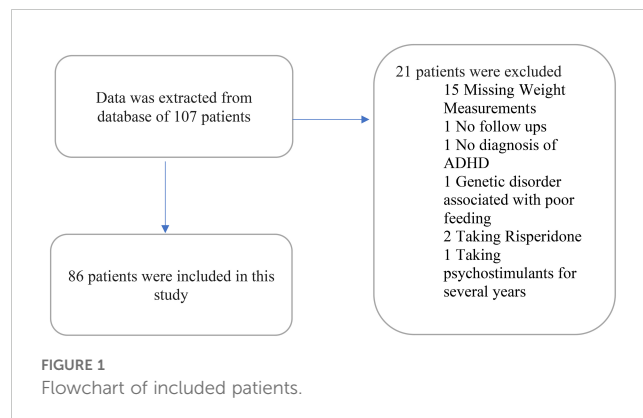 Data was extracted from
database of 107 patients
21 patients were excluded
15 Missing Weight
Measurements
1 No follow ups
1 No diagnosis of
ADHD
1 Genetic disorder
associated with poor
feeding
2 Taking Risperidone
1 Taking
psychostimulants for
several years
86 patients were included in this
study
FIGURE 1
Flowchart of included patients.